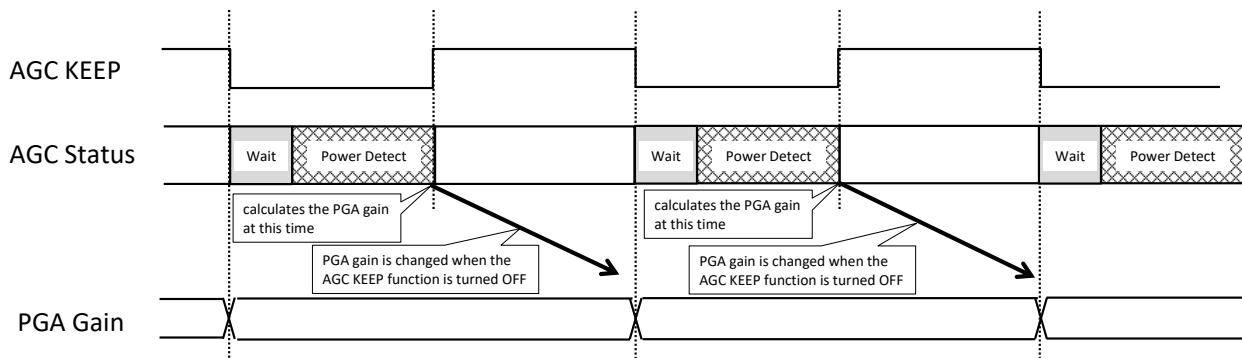 AGC KEEP
AGC Status
Wait
Power Detect
Wait
Power Detect
Wait
Power Detect
calculates the PGA gain
at this time
calculates the PGA gain
at this time
PGA gain is changed when the
AGC KEEP function is turned OFF
PGA gain is changed when the
AGC KEEP function is turned OFF
PGA Gain